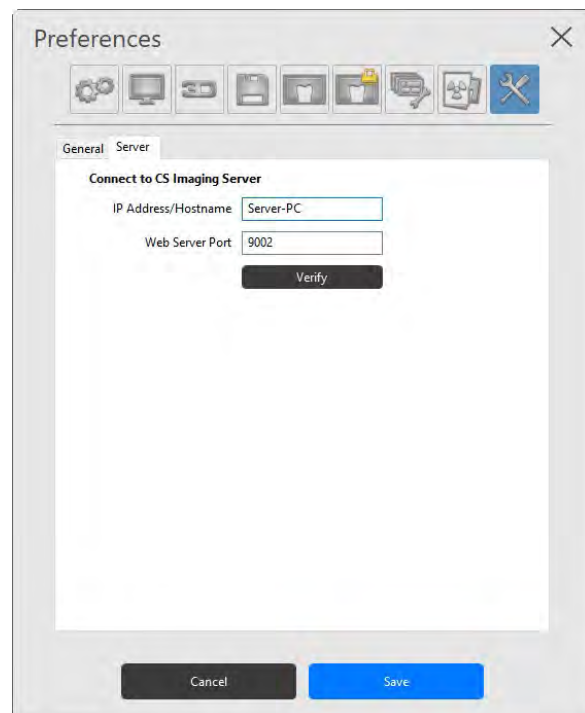 Preferences
3D
General Server
Connect to CS Imaging Server
IP Address/Hostname Server-PC
Web Server Port 9002
Verify
Cancel Save